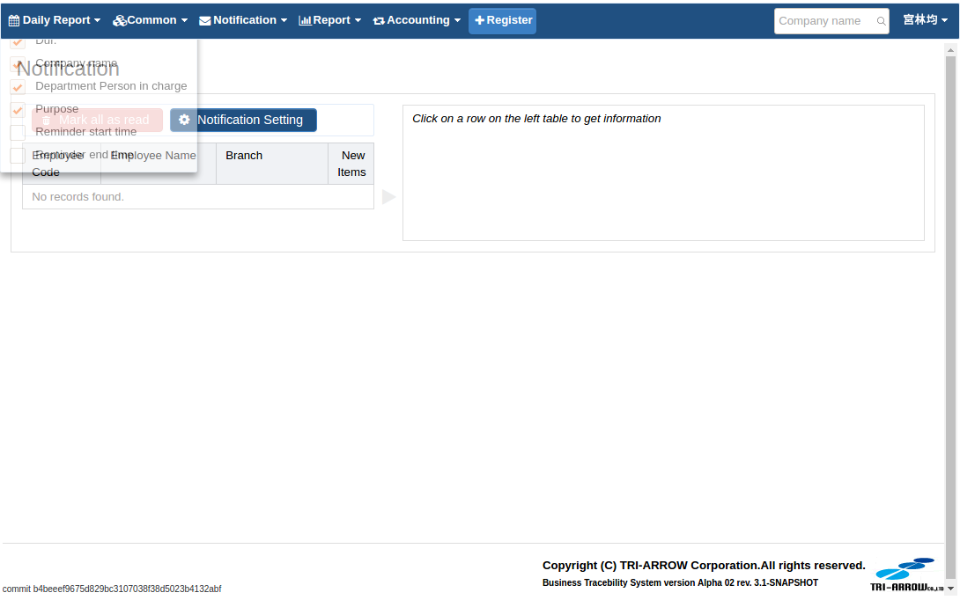 Daily Report Common Notification Report Accounting Register Company name 宮林均
Dur.
Company name
Notification
Department Person in charge
Purpose
Mark all as read Notification Setting
Reminder start time
Reminder end time
Employee Code Employee Name Branch New Items
No records found.
Click on a row on the left table to get information
Copyright (C) TRI-ARROW Corporation.All rights reserved.
Business Tracebility System version Alpha 02 rev. 3.1-SNAPSHOT
TRI-ARROW CO.,LTD
commit b4beeef9675d829bc3107038f38d5023b4132abf